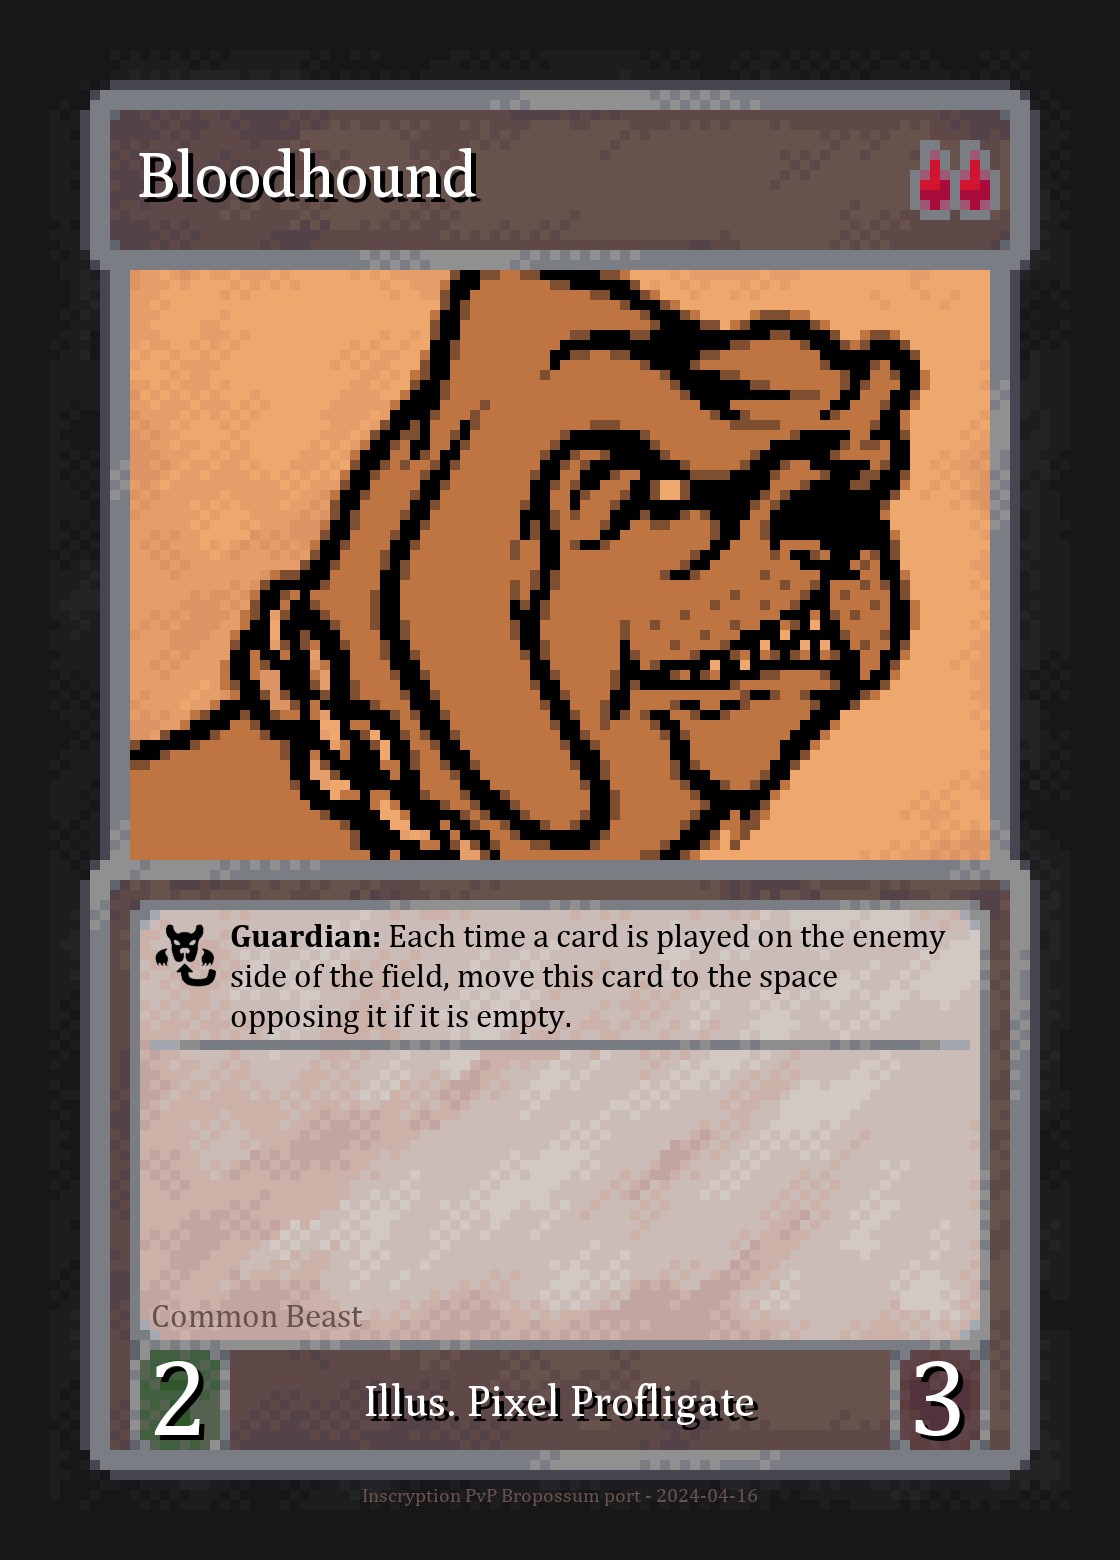 Bloodhound
Guardian: Each time a card is played on the enemy
side of the field, move this card to the space
opposing it if it is empty.
Common Beast
2
Illus. Pixel Profligate
3
Inscryption PvP Bropossum port - 2024-04-16